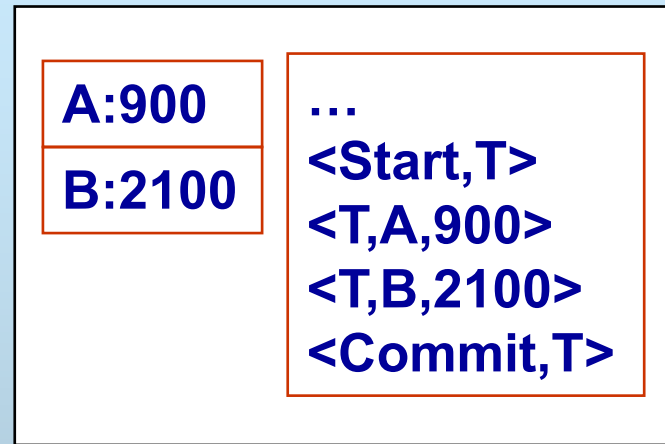 A:900
B:2100
…
<Start,T>
<T,A,900>
<T,B,2100>
<Commit,T>